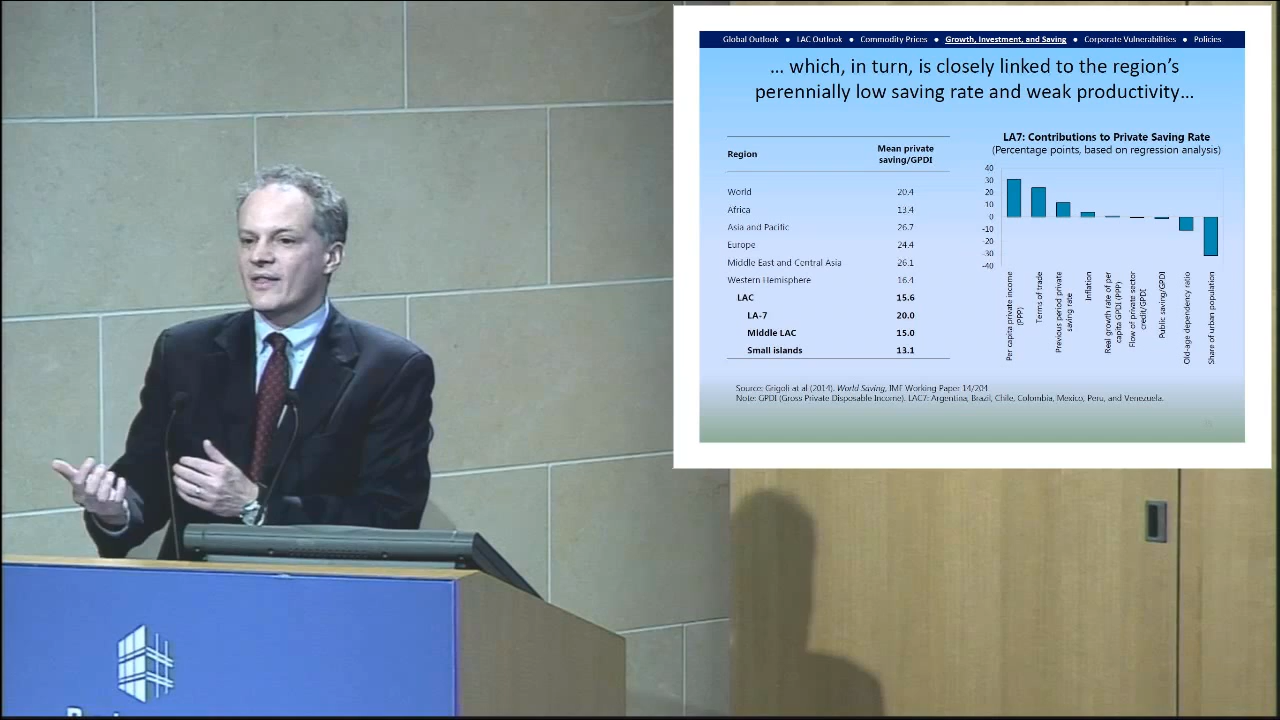 Global Outlook ● LAC Outlook ● Commodity Prices ● Growth, Investment, and Saving ● Corporate Vulnerabilities ● Policies
… which, in turn, is closely linked to the region's
perennially low saving rate and weak productivity…
Region Mean private
saving/GPDI
World 20.4
Africa 13.4
Asia and Pacific 26.7
Europe 24.4
Middle East and Central Asia 26.1
Western Hemisphere 16.4
LAC 15.6
LA-7 20.0
Middle LAC 15.0
Small islands 13.1
LA7: Contributions to Private Saving Rate
(Percentage points, based on regression analysis)
40
30
20
10
0
-10
-20
-30
-40
Per capita private income
(PPP)
Terms of trade
Previous period private
saving rate
Inflation
Real growth rate of per
capita GPDI (PPP)
Flow of private sector
credit/GPDI
Public saving/GPDI
Old-age dependency ratio
Share of urban population
Source: Grigoli at al (2014). World Saving, IMF Working Paper 14/204
Note: GPDI (Gross Private Disposable Income). LAC7: Argentina, Brazil, Chile, Colombia, Mexico, Peru, and Venezuela.